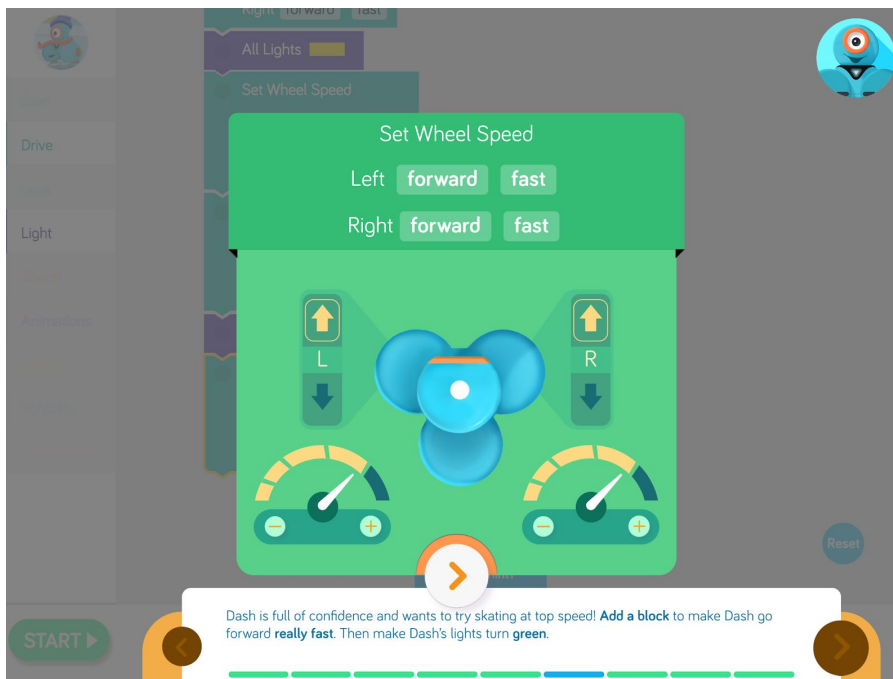 Right forward fast
All Lights
Set Wheel Speed
Drive
Light
Animations
Set Wheel Speed
Left forward fast
Right forward fast
L
R
Reset
START
Dash is full of confidence and wants to try skating at top speed! Add a block to make Dash go
forward really fast. Then make Dash's lights turn green.